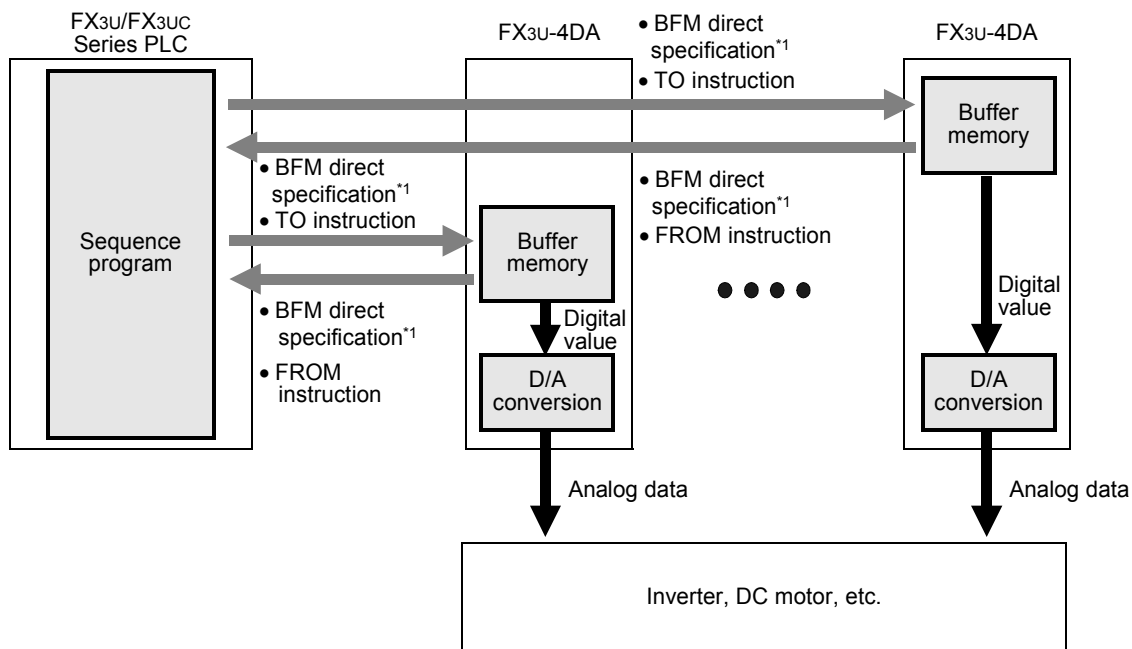 FX3U/FX3UC
Series PLC
FX3U-4DA
• BFM direct
specification*1
• TO instruction
FX3U-4DA
Buffer
memory
• BFM direct
specification*1
• TO instruction
• BFM direct
specification*1
• FROM instruction
Sequence
program
Buffer
memory
• BFM direct
specification*1
• FROM
instruction
Digital
value
Digital
value
D/A
conversion
D/A
conversion
Analog data
Analog data
Inverter, DC motor, etc.